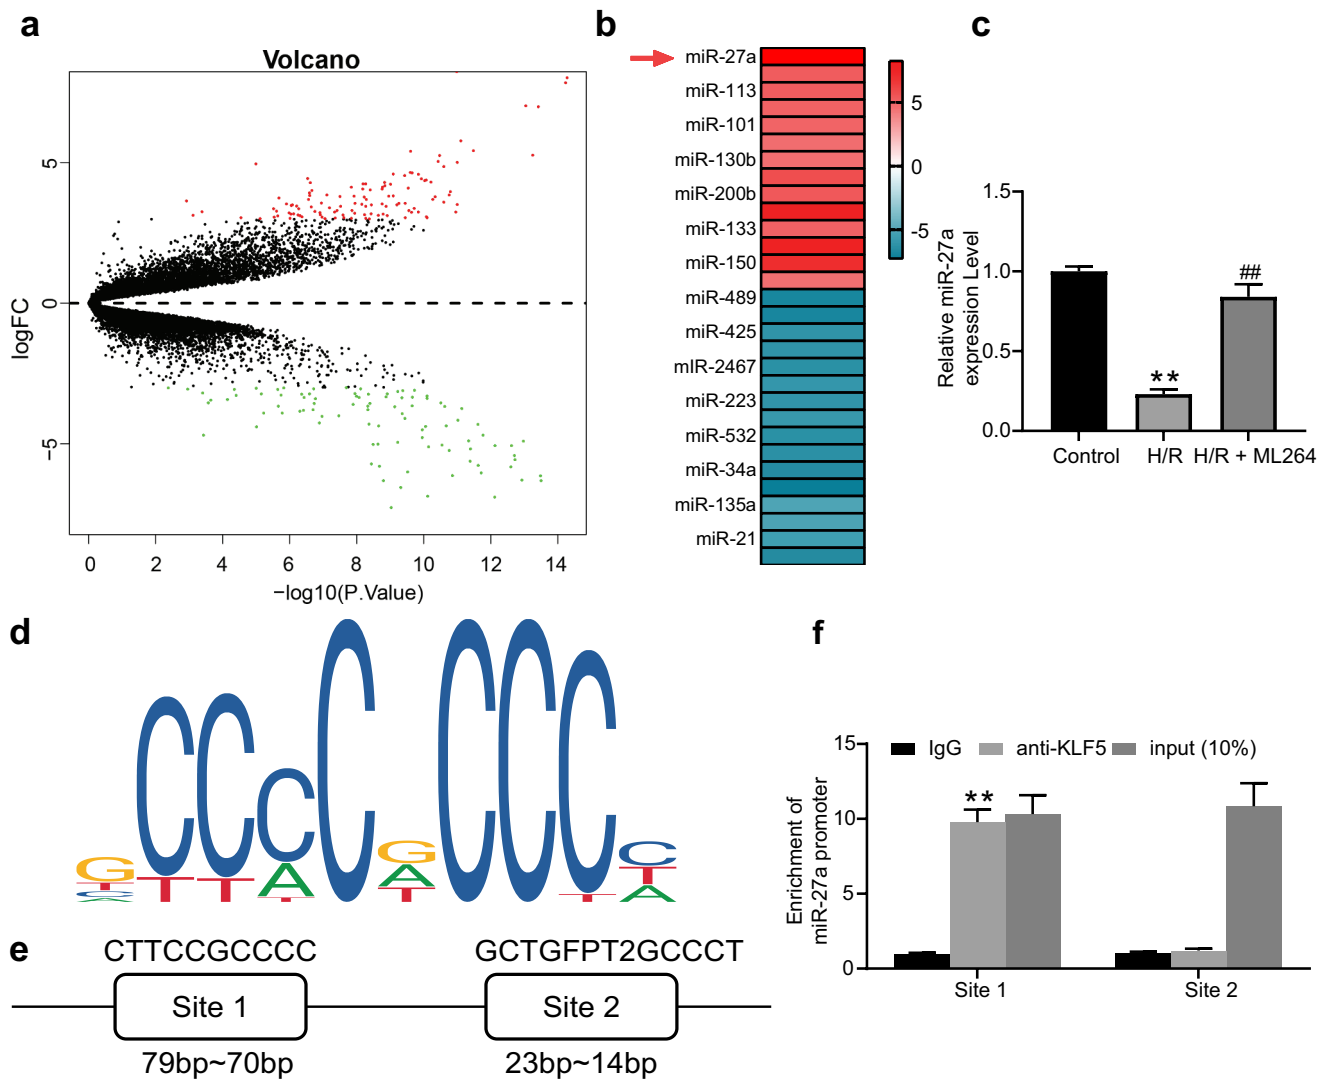 a
Volcano
5
0
−5
logFC
0 2 4 6 8 10 12 14
−log10(P.Value)
b
miR-27a
miR-113
miR-101
miR-130b
miR-200b
miR-133
miR-150
miR-489
miR-425
mIR-2467
miR-223
miR-532
miR-34a
miR-135a
miR-21
5
0
-5
c
Relative miR-27a
expression Level
1.5
1.0
0.5
0.0
**
##
Control H/R H/R + ML264
d
G T C A
C T
C T
C A T
C
G A T
C
C
C T
C T A
e
CTTCCGCCCC
GCTGFPT2GCCCT
Site 1
Site 2
79bp~70bp
23bp~14bp
f
Enrichment of
miR-27a promoter
15
10
5
0
IgG anti-KLF5 input (10%)
**
Site 1 Site 2